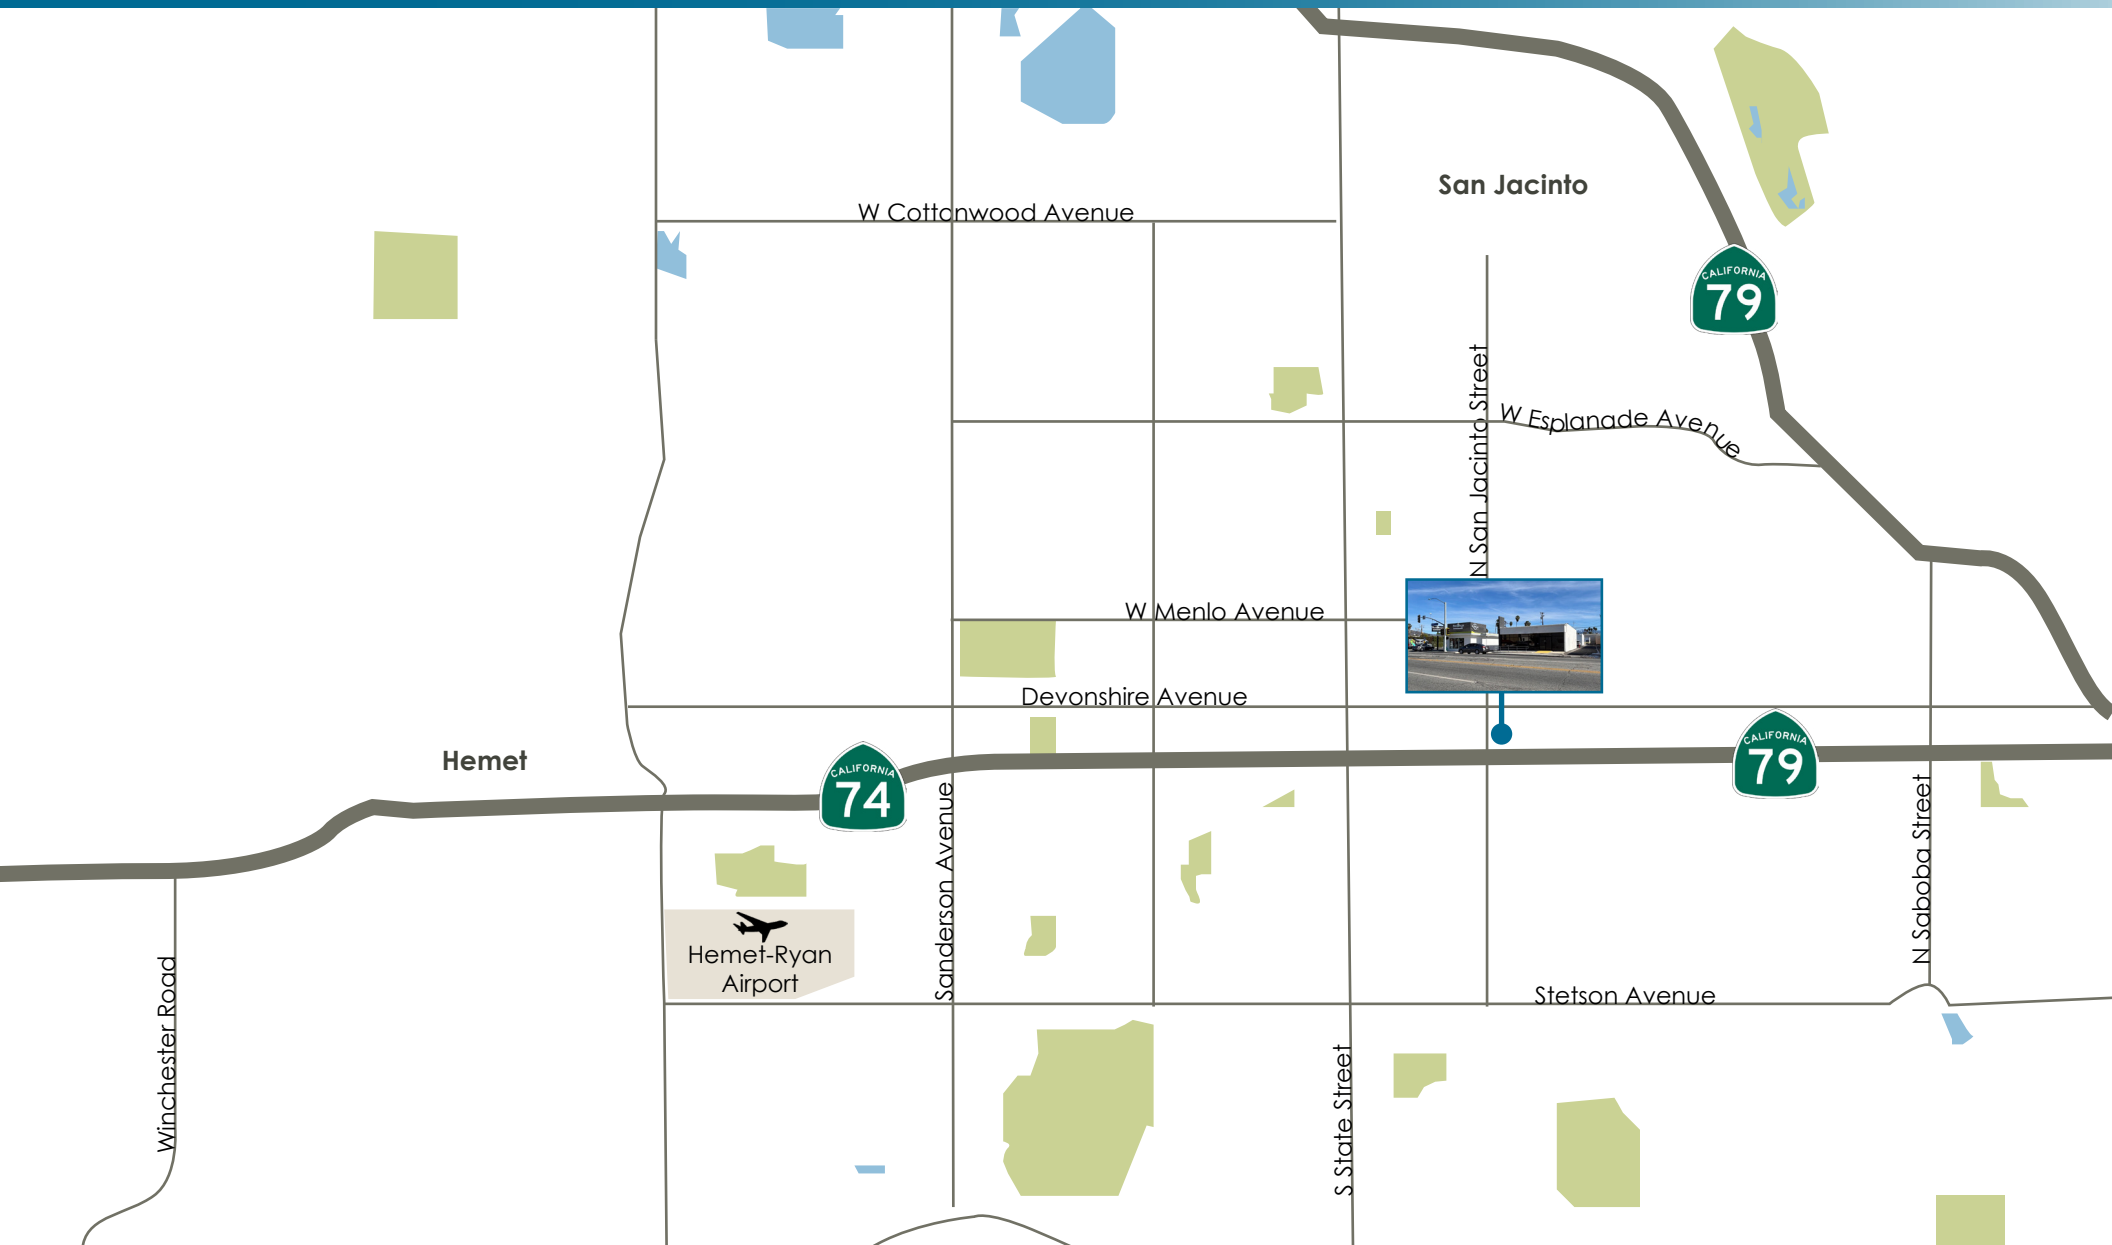 San Jacinto
W Cottonwood Avenue
CALIFORNIA
79
N San Jacinto Street
W Esplanade Avenue
W Menlo Avenue
Devonshire Avenue
CALIFORNIA
79
Hemet
CALIFORNIA
74
Sanderson Avenue
N Saboba Street
Hemet-Ryan
Airport
Winchester Road
Stetson Avenue
S State Street